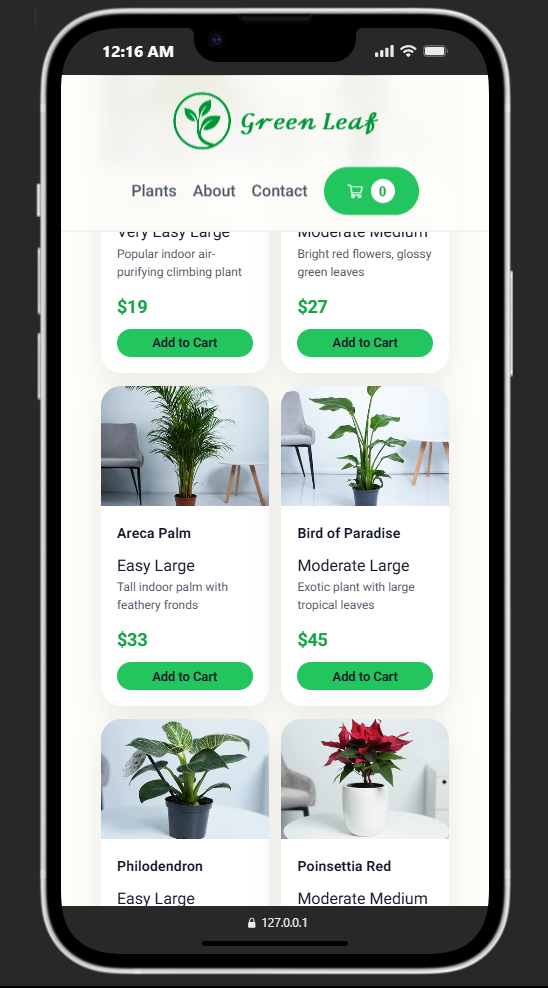 12:16 AM
Green Leaf
Plants About Contact 0
Very Easy Large
Popular indoor air-
purifying climbing plant
$19
Add to Cart
Moderate Medium
Bright red flowers, glossy
green leaves
$27
Add to Cart
Areca Palm
Easy Large
Tall indoor palm with
feathery fronds
$33
Add to Cart
Bird of Paradise
Moderate Large
Exotic plant with large
tropical leaves
$45
Add to Cart
Philodendron
Easy Large
Poinsettia Red
Moderate Medium
127.0.0.1